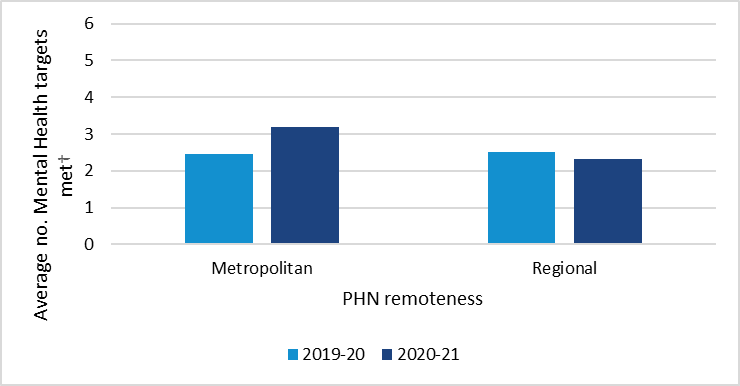 Average no. Mental Health targets
met†
6
5
4
3
2
1
0
Metropolitan
Regional
PHN remoteness
2019-20
2020-21